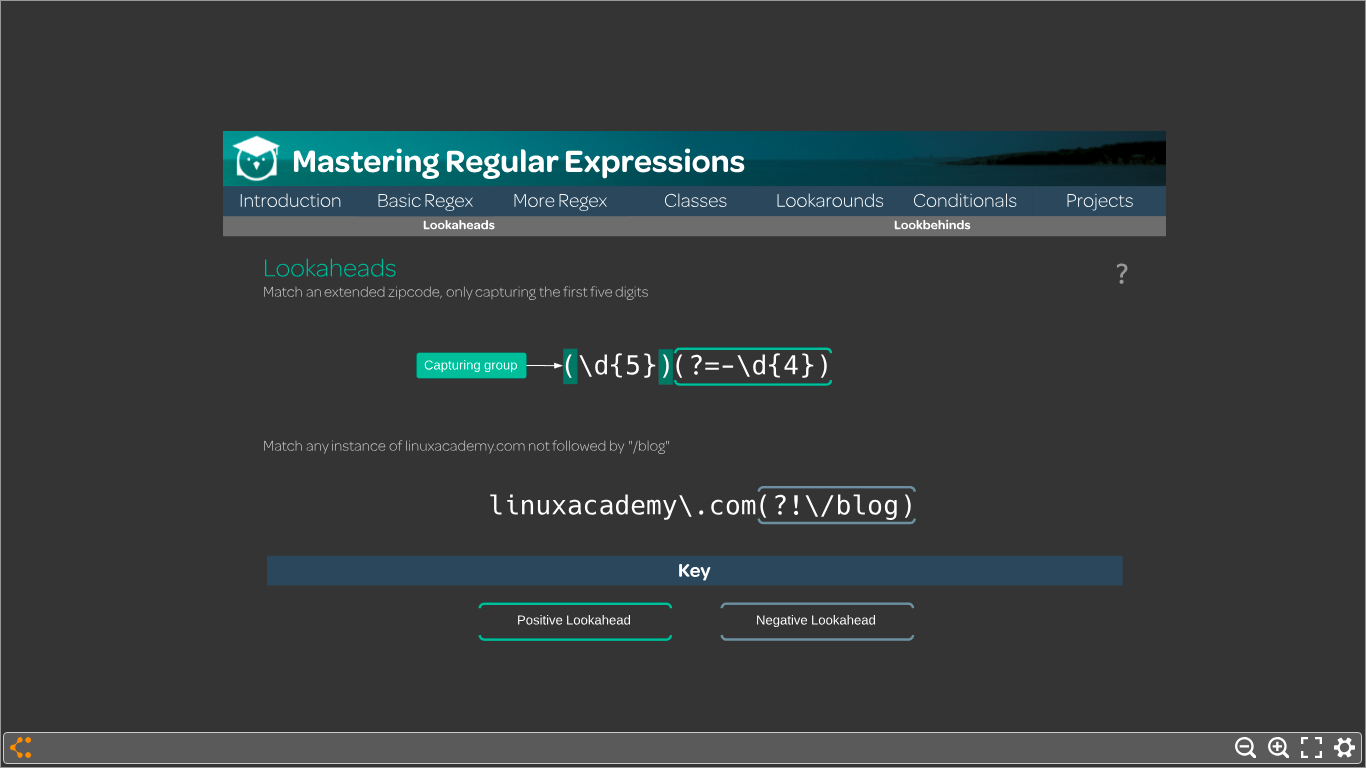 Mastering Regular Expressions
Introduction Basic Regex More Regex Classes Lookarounds Conditionals Projects
Lookaheads Lookbehinds
Lookaheads
?
Match an extended zipcode, only capturing the first five digits
Capturing group (\d{5})(?=-\d{4})
Match any instance of linuxacademy.com not followed by "/blog"
linuxacademy\.com(?!\/blog)
Key
Positive Lookahead Negative Lookahead